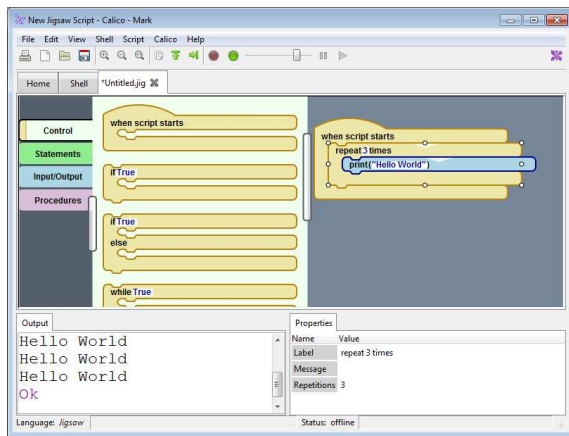 New Jigsaw Script - Calico - Mark
File Edit View Shell Script Calico Help
Home Shell *Untitled.jig
Control
Statements
Input/Output
Procedures
when script starts
if True
if True
else
while True
when script starts
repeat 3 times
print("Hello World")
Output
Hello World
Hello World
Hello World
Ok
Properties
Name Value
Label repeat 3 times
Message
Repetitions 3
Language: Jigsaw
Status: offline